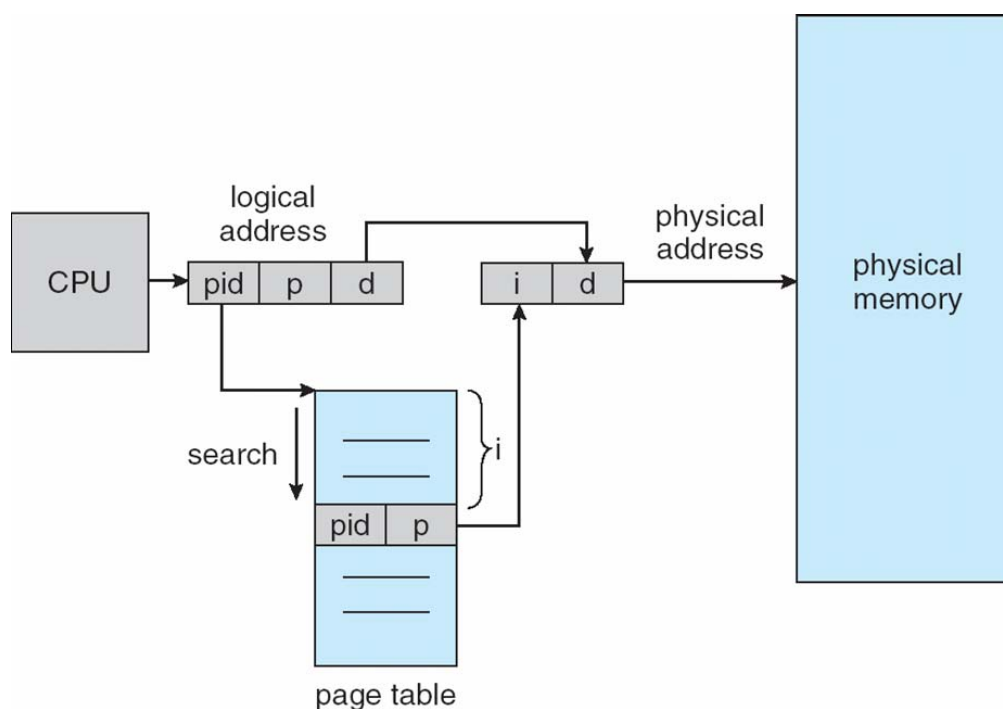 logical
address
physical
address
CPU
pid p d
i d
physical
memory
search
i
pid p
page table